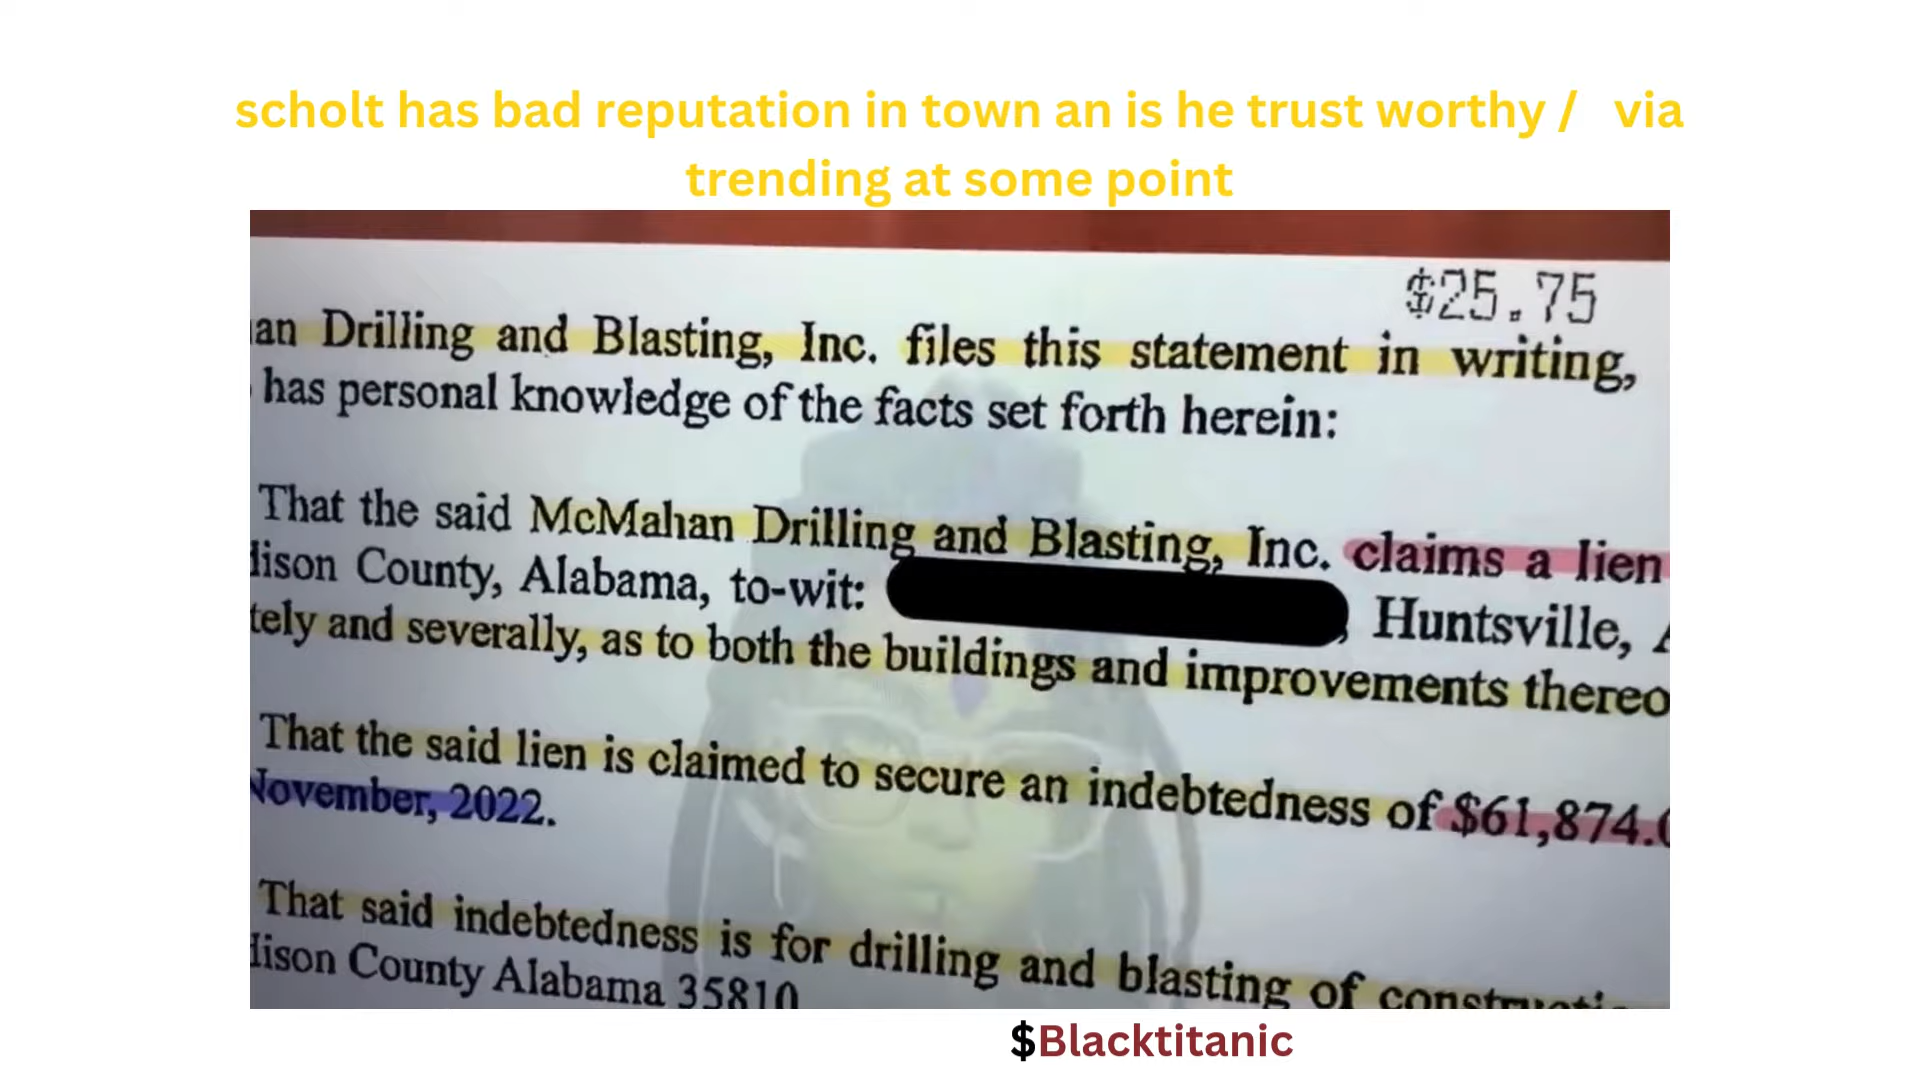 scholt has bad reputation in town an is he trust worthy / via
trending at some point
$25.75
an Drilling and Blasting, Inc. files this statement in writing,
has personal knowledge of the facts set forth herein:
That the said McMahan Drilling and Blasting, Inc. claims a lien
dison County, Alabama, to-wit: , Huntsville, A
tely and severally, as to both the buildings and improvements thereo
That the said lien is claimed to secure an indebtedness of $61,874.0
November, 2022.
That said indebtedness is for drilling and blasting of constructi
dison County Alabama 35810
$Blacktitanic